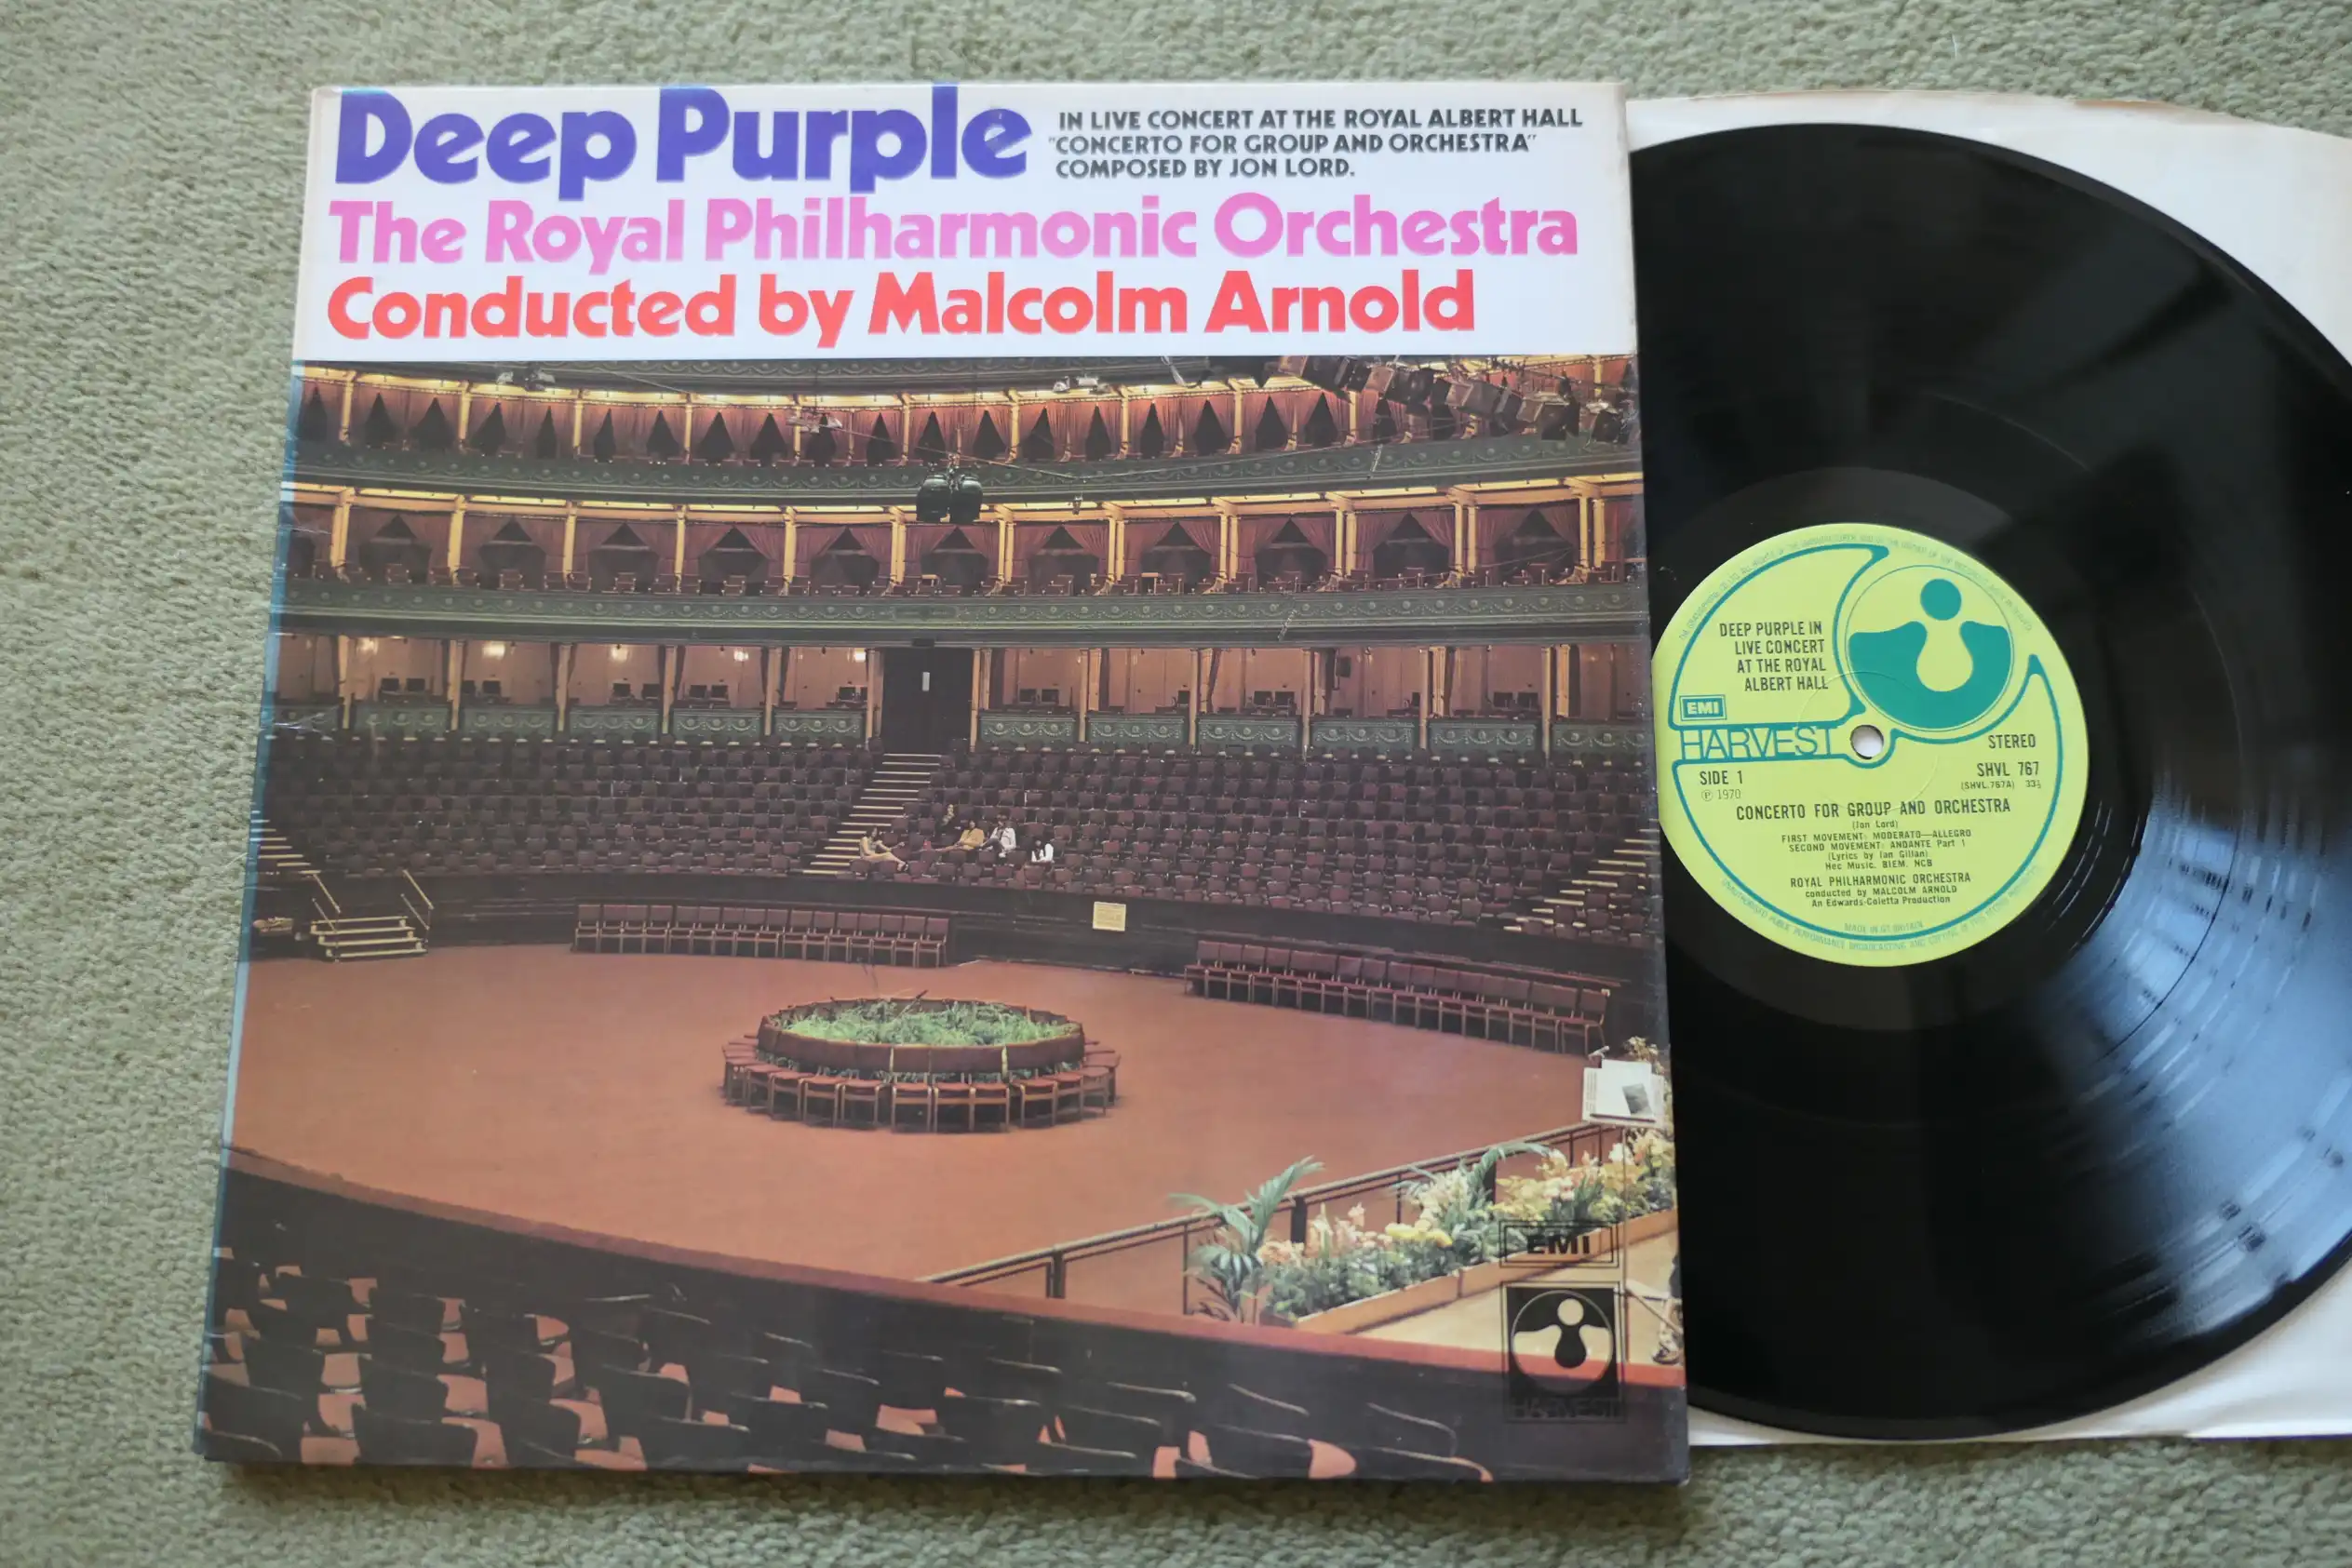 Deep Purple
IN LIVE CONCERT AT THE ROYAL ALBERT HALL
"CONCERTO FOR GROUP AND ORCHESTRA"
COMPOSED BY JON LORD.
The Royal Philharmonic Orchestra
Conducted by Malcolm Arnold
EMI
HARVEST
DEEP PURPLE IN
LIVE CONCERT
AT THE ROYAL
ALBERT HALL
EMI
HARVEST
STEREO
SIDE 1
SHVL 767
℗ 1970
(SHVL.767A) 33⅓
CONCERTO FOR GROUP AND ORCHESTRA
(Jon Lord)
FIRST MOVEMENT: MODERATO—ALLEGRO
SECOND MOVEMENT: ANDANTE Part 1
(Lyrics by Ian Gillan)
Hec Music. BIEM. NCB
ROYAL PHILHARMONIC ORCHESTRA
conducted by MALCOLM ARNOLD
An Edwards-Coletta Production
MADE IN GT. BRITAIN